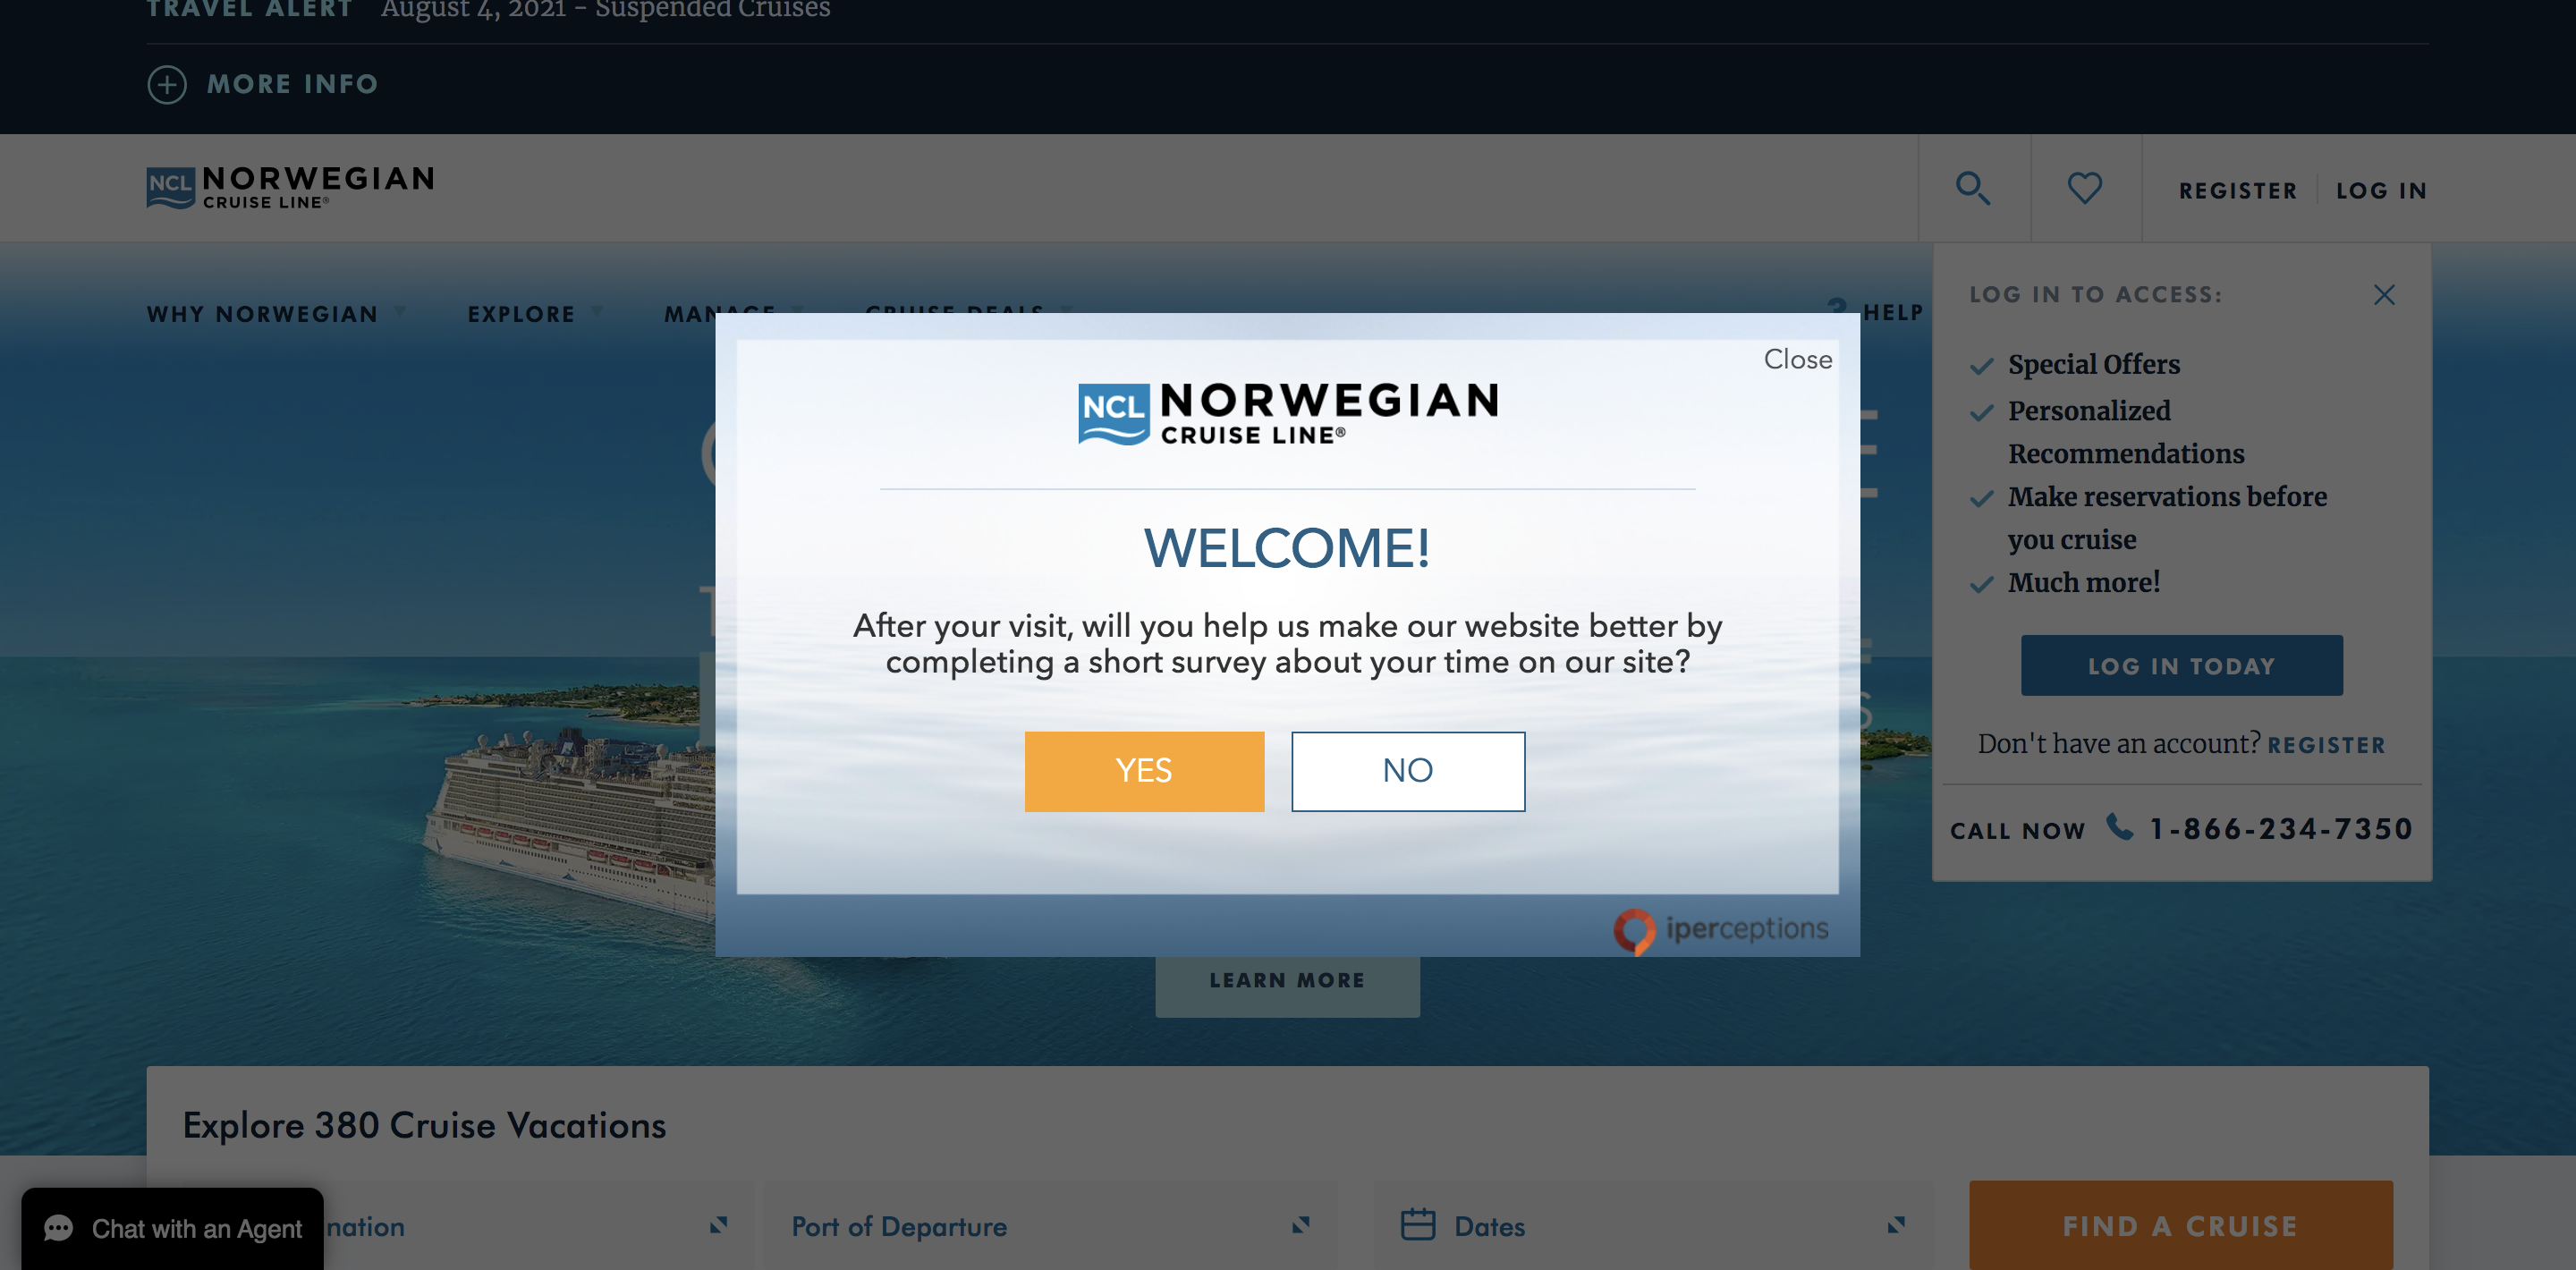 TRAVEL ALERT August 4, 2021 - Suspended Cruises
MORE INFO
NCL NORWEGIAN
CRUISE LINE®
REGISTER
LOG IN
WHY NORWEGIAN
EXPLORE
MANAGE
CRUISE DEALS
HELP
LOG IN TO ACCESS:
Special Offers
Personalized
Recommendations
Make reservations before
you cruise
Much more!
LOG IN TODAY
Don't have an account? REGISTER
CALL NOW 1-866-234-7350
Close
NCL NORWEGIAN
CRUISE LINE®
WELCOME!
After your visit, will you help us make our website better by
completing a short survey about your time on our site?
YES
NO
iperceptions
LEARN MORE
Explore 380 Cruise Vacations
Chat with an Agent
nation
Port of Departure
Dates
FIND A CRUISE